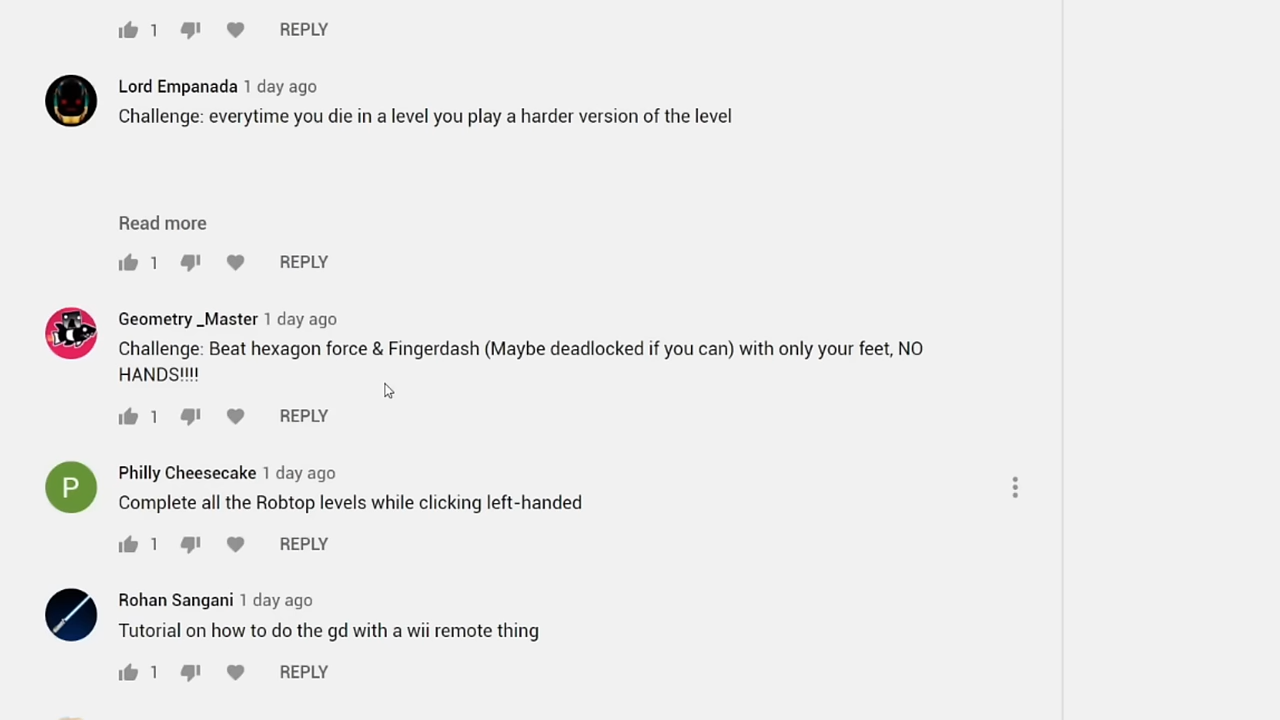 1 REPLY
Lord Empanada 1 day ago
Challenge: everytime you die in a level you play a harder version of the level
Read more
1 REPLY
Geometry _Master 1 day ago
Challenge: Beat hexagon force & Fingerdash (Maybe deadlocked if you can) with only your feet, NO
HANDS!!!!
1 REPLY
P
Philly Cheesecake 1 day ago
Complete all the Robtop levels while clicking left-handed
1 REPLY
Rohan Sangani 1 day ago
Tutorial on how to do the gd with a wii remote thing
1 REPLY